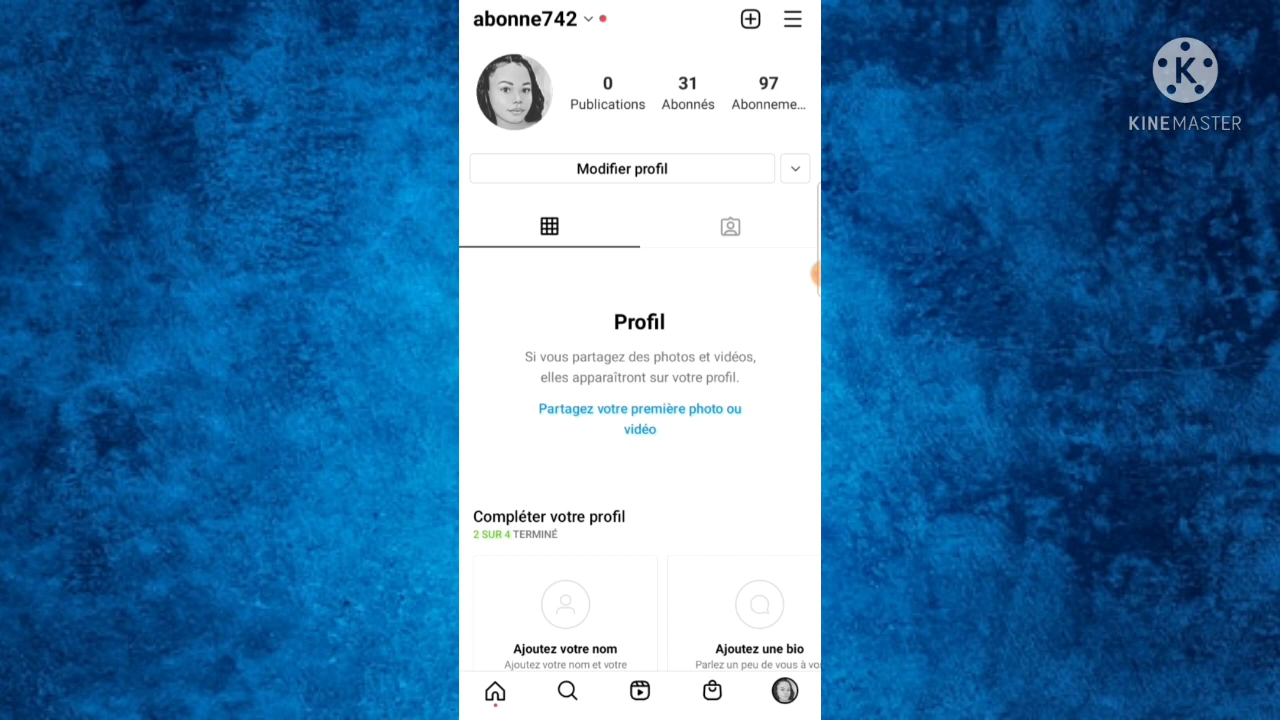 abonne742
0
31
97
Publications
Abonnés
Abonneme...
Modifier profil
Profil
Si vous partagez des photos et vidéos,
elles apparaîtront sur votre profil.
Partagez votre première photo ou
vidéo
Compléter votre profil
2 SUR 4 TERMINÉ
Ajoutez votre nom
Ajoutez une bio
Ajoutez votre nom et votre
Parlez un peu de vous à
K
KINEMASTER